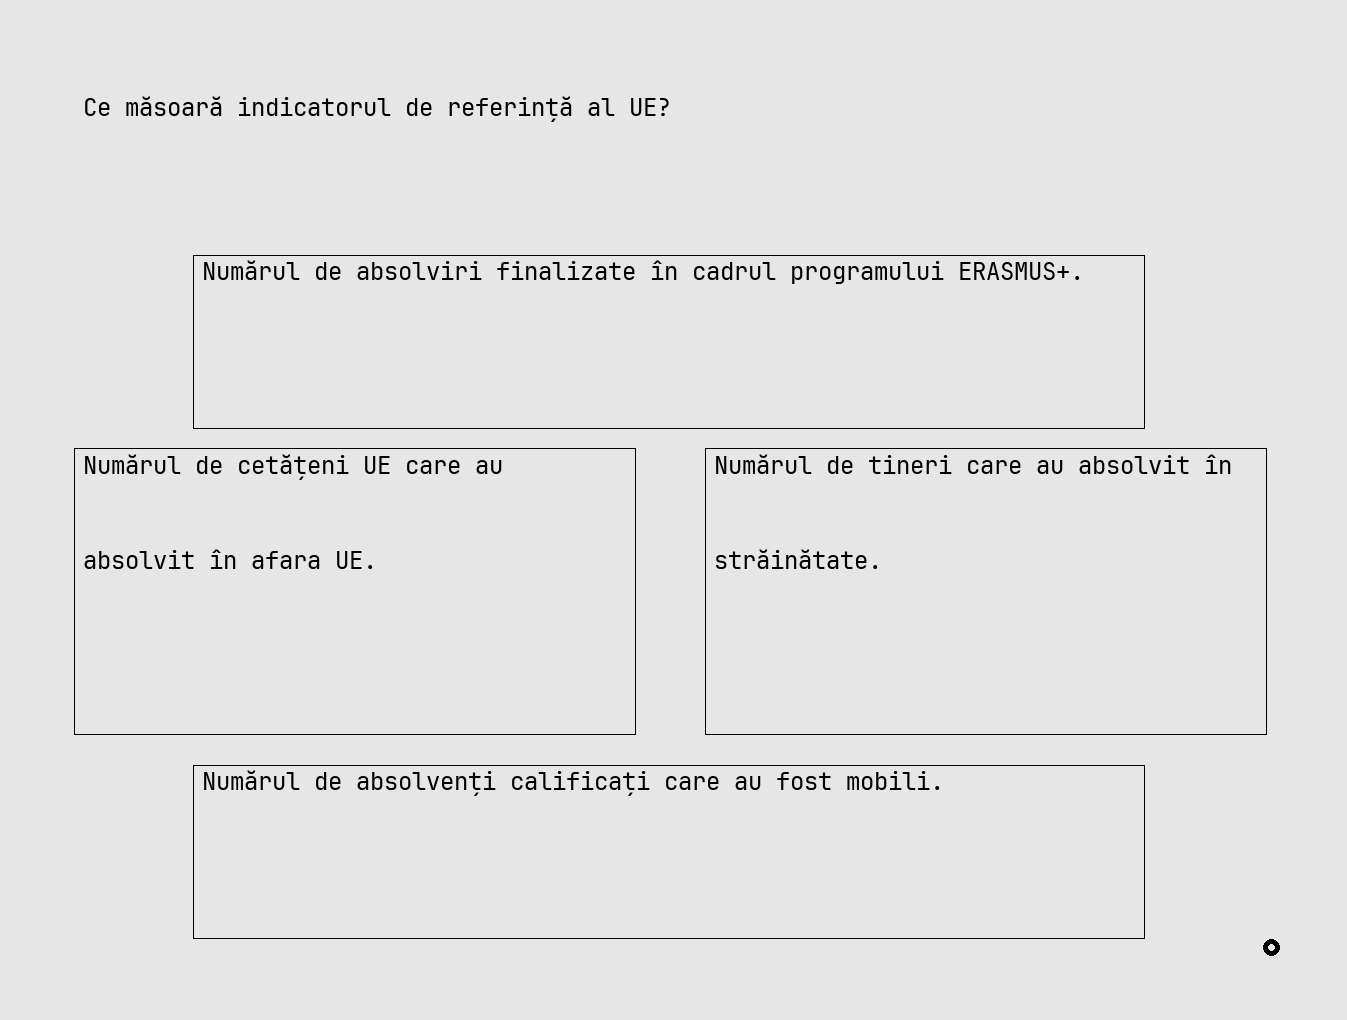 Ce măsoară indicatorul de referință al UE?
Numărul de absolviri finalizate în cadrul programului ERASMUS+.
Numărul de cetățeni UE care au
absolvit în afara UE.
Numărul de tineri care au absolvit în
străinătate.
Numărul de absolvenți calificați care au fost mobili.